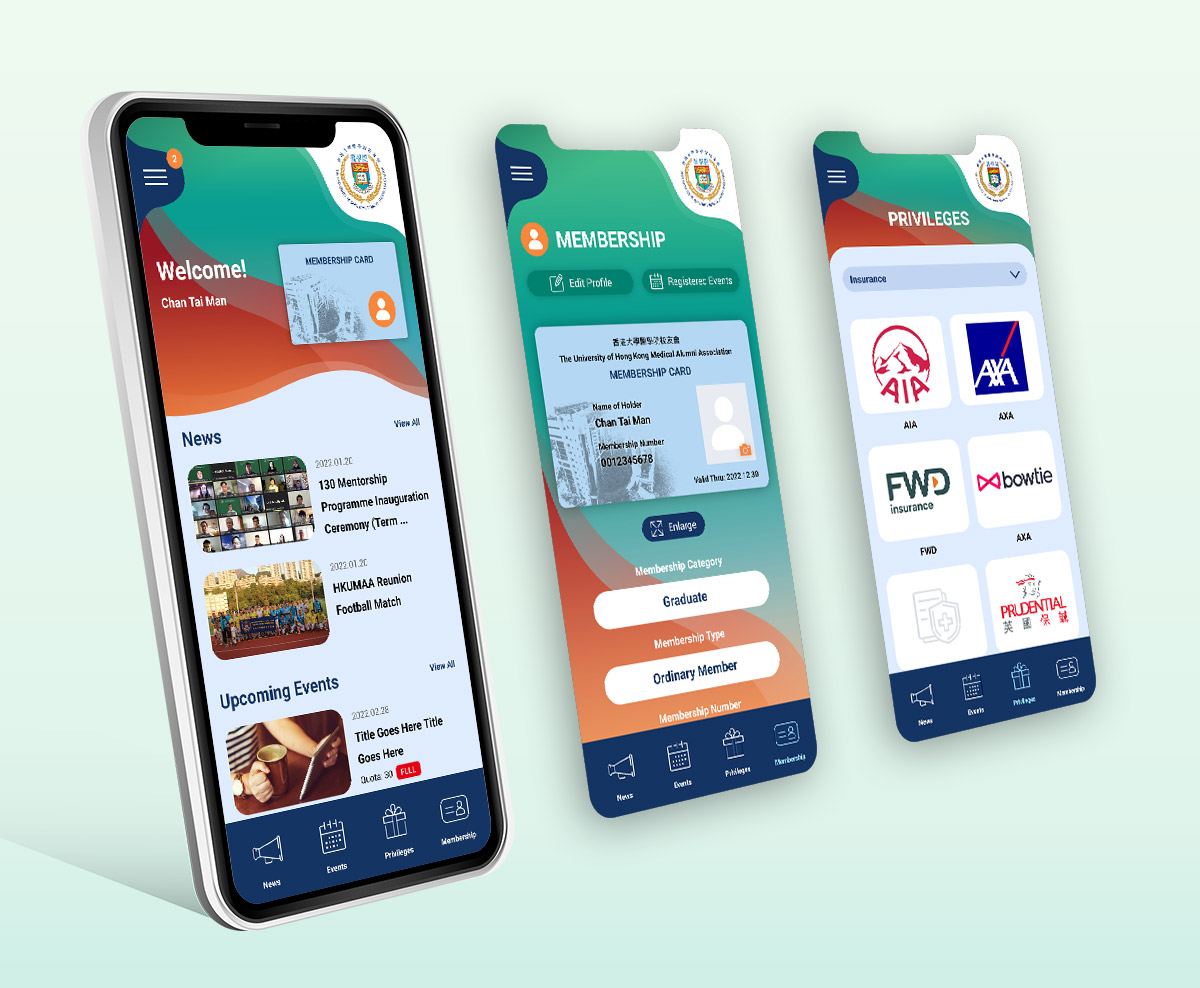 2
Welcome!
Chan Tai Man
MEMBERSHIP CARD
News
View All
2022.01.20
130 Mentorship
Programme Inauguration
Ceremony (Term ...
2022.01.20
HKUMAA Reunion
Football Match
Upcoming Events
View All
2022.02.28
Title Goes Here Title
Goes Here
Quota: 30 FULL
News
Events
Privileges
Membership
MEMBERSHIP
Edit Profile
Registered Events
香港大學醫學院校友會
The University of Hong Kong Medical Alumni Association
MEMBERSHIP CARD
Name of Holder
Chan Tai Man
Membership Number
0012345678
Valid Thru: 2022.12.30
Enlarge
Membership Category
Graduate
Membership Type
Ordinary Member
Membership Number
News
Events
Privileges
Membership
PRIVILEGES
Insurance
AIA
AIA
AXA
AXA
FWD
insurance
FWD
bowtie
AXA
PRUDENTIAL
英國保誠
News
Events
Privileges
Membership